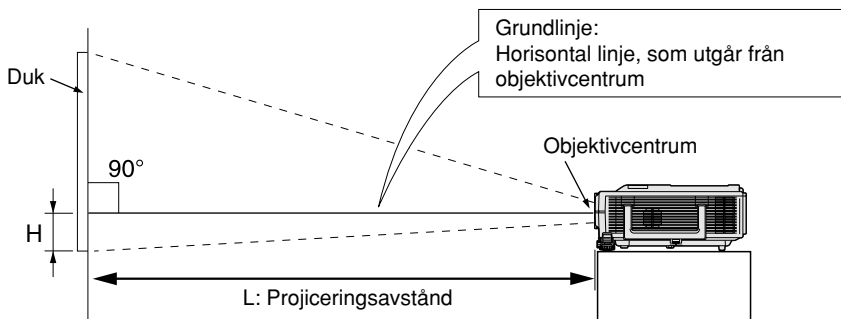 Grundlinje:
Horisontal linje, som utgår från
objektivcentrum
Duk
Objektivcentrum
90°
H
L: Projiceringsavstånd